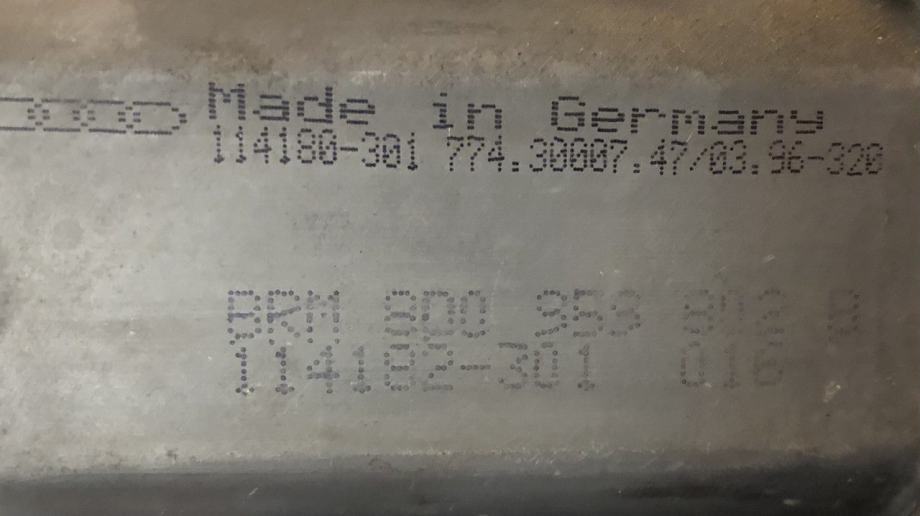 Made in Germany
114180-301 774.30007.47/03.96-320
BRM 8D0 959 802 B
114182-301 016